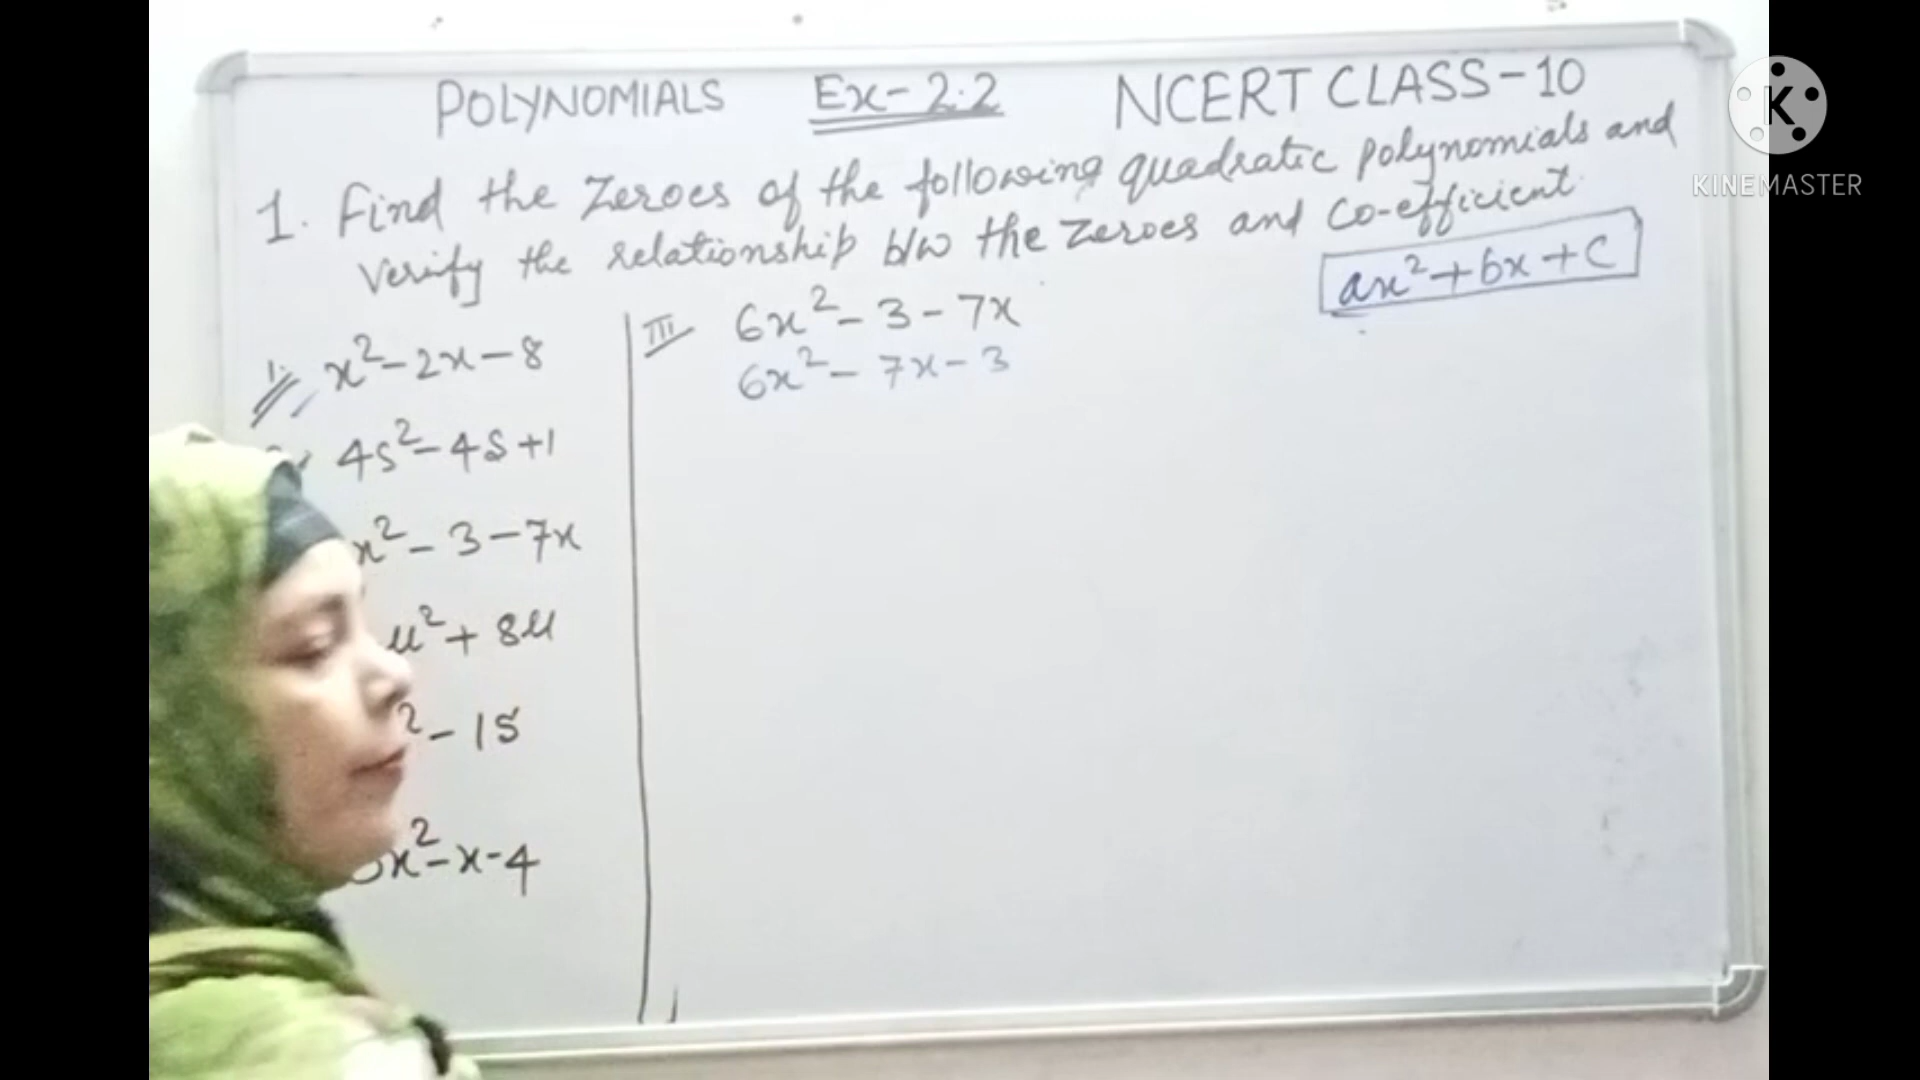 POLYNOMIALS Ex-2.2 NCERT CLASS-10
1. Find the Zeroes of the following quadratic polynomials and
verify the relationship b/w the zeroes and co-efficient.
ax²+bx+c
1. x²-2x-8
4s²-4s+1
x²-3-7x
u²+8u
²-15
x²-x-4
III 6x²-3-7x
6x²-7x-3
K
KINEMASTER